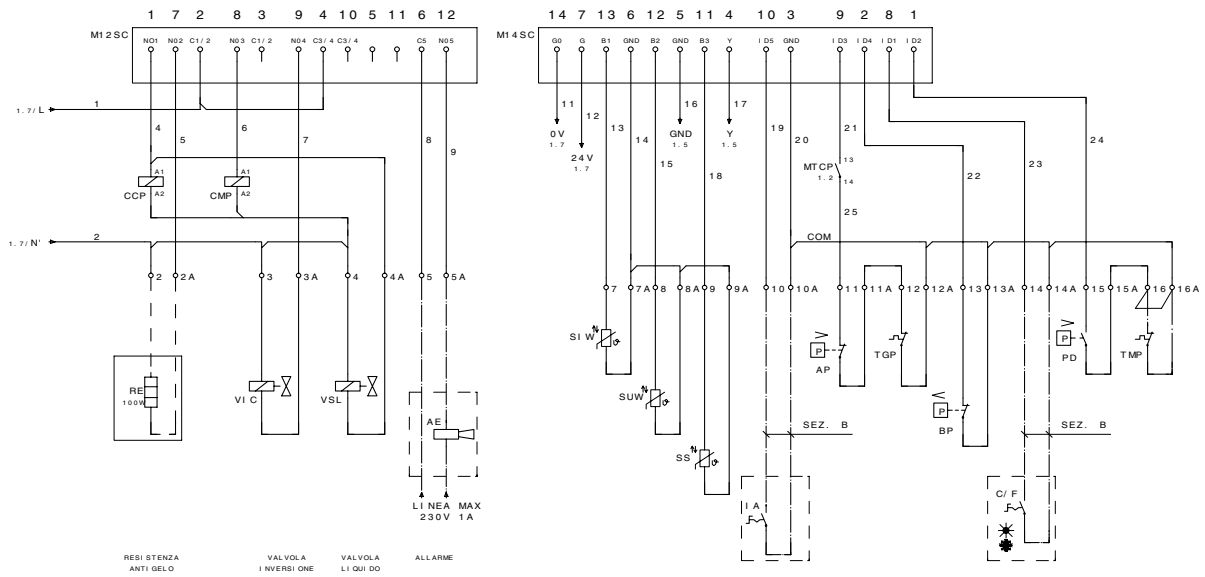 1 7 2 8 3 9 4 10 5 11 6 12
M12SC NO1 NO2 C1/2 NO3 C1/2 NO4 C3/4 C3/4 C5 NO5
14 7 13 6 12 5 11 4 10 3 9 2 8 1
M14SC G0 G B1 GND B2 GND B3 Y ID5 GND ID3 ID4 ID1 ID2
1.7/L 1
4 5 6 7 8 9
11 12 13 14 15 16 17 18 19 20 21 22 23 24
0V
1.7
24V
1.7
GND
1.5
Y
1.5
CCP A1 A2
CMP A1 A2
MTCP 13
1.2 14
25
COM
1.7/N' 2
2 2A 3 3A 4 4A 5 5A
7 7A 8 8A 9 9A 10 10A 11 11A 12 12A 13 13A 14 14A 15 15A 16 16A
RE
100W
VIC
VSL
AE
LINEA MAX
230V 1A
SIW
SUW
SS
IA
SEZ. B
P
AP
TGP
P
BP
SEZ. B
C/F
P
PD
TMP
RESISTENZA
ANTIGELO
VALVOLA
INVERSIONE
VALVOLA
LIQUIDO
ALLARME